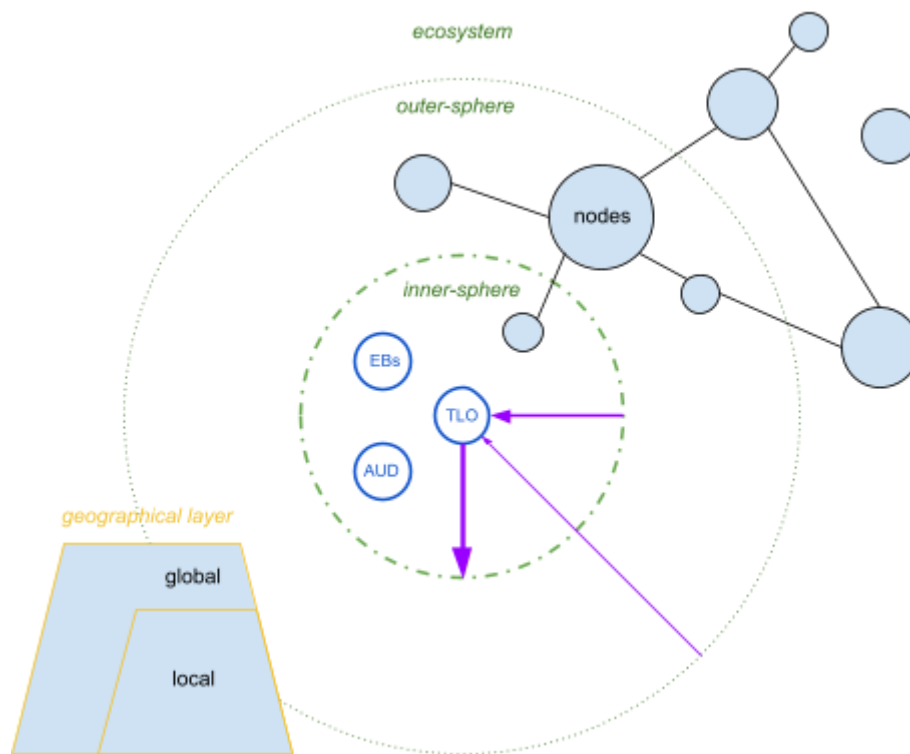 ecosystem
outer-sphere
nodes
inner-sphere
EBs
TLO
AUD
geographical layer
global
local